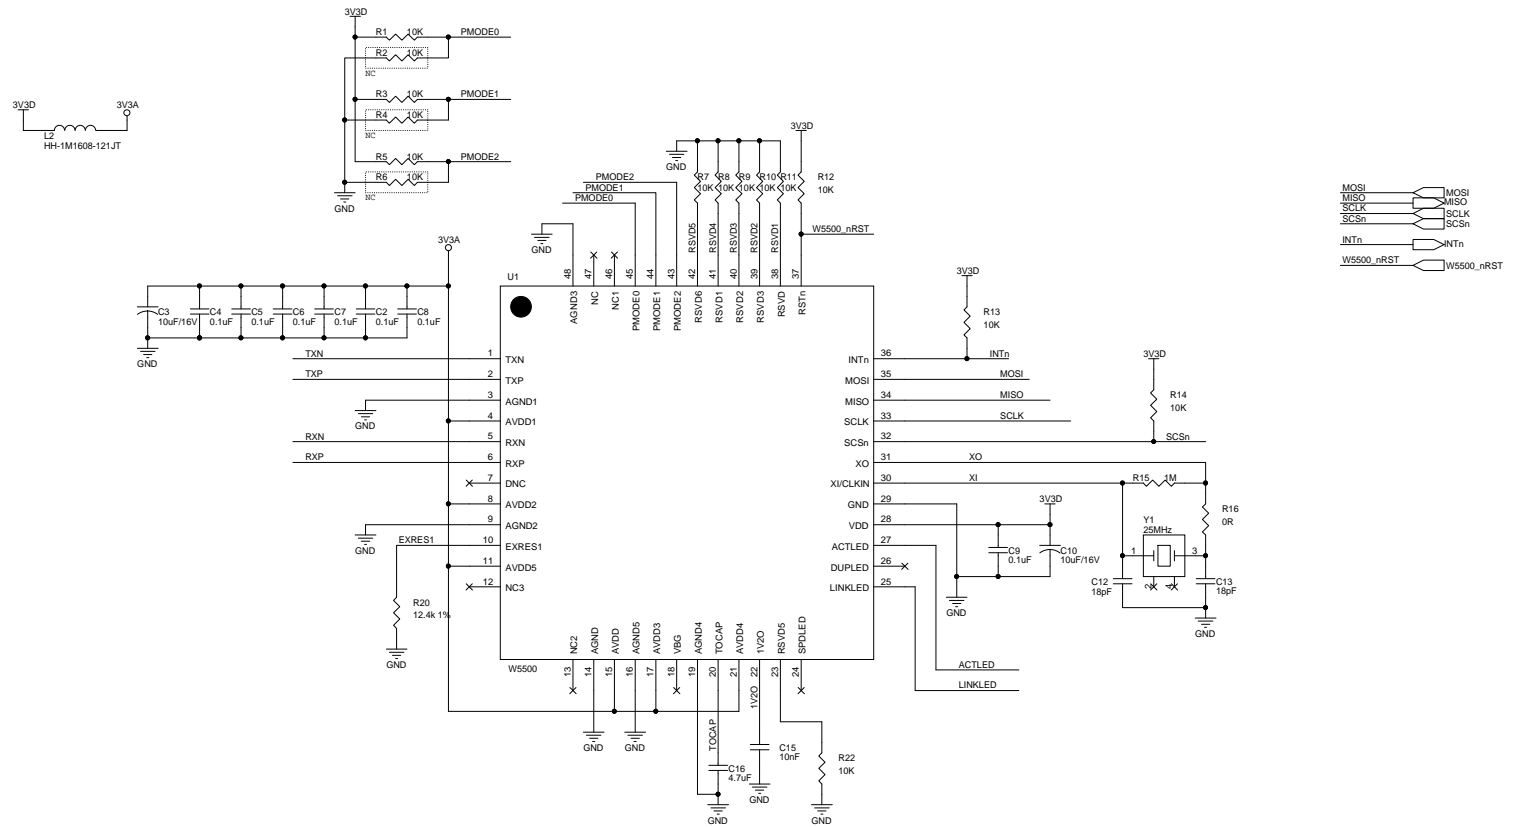 3V3D
R1 10K PMODE0
R2 10K
NC
R3 10K PMODE1
R4 10K
NC
R5 10K PMODE2
R6 10K
NC
GND
3V3D 3V3A
L2
HH-1M1608-121JT
3V3D
GND
R7 R8 R9 R10 R11 R12
10K 10K 10K 10K 10K 10K
PMODE2
PMODE1
PMODE0
GND
RSVD5 RSVD4 RSVD3 RSVD2 RSVD1
W5500_nRST
MOSI MOSI
MISO MISO
SCLK SCLK
SCSn SCSn
INTn INTn
W5500_nRST W5500_nRST
3V3A
C3 10uF/16V
C4 0.1uF
C5 0.1uF
C6 0.1uF
C7 0.1uF
C2 0.1uF
C8 0.1uF
GND
U1
48 47 46 45 44 43 42 41 40 39 38 37
AGND3 NC NC1 PMODE0 PMODE1 PMODE2 RSVD6 RSVD1 RSVD2 RSVD3 RSVD RSTn
TXN 1 TXN
TXP 2 TXP
3 AGND1
GND
4 AVDD1
RXN 5 RXN
RXP 6 RXP
7 DNC
8 AVDD2
9 AGND2
GND
EXRES1 10 EXRES1
11 AVDD5
12 NC3
R20
12.4k 1%
GND
INTn 36 INTn
MOSI 35 MOSI
MISO 34 MISO
SCLK 33 SCLK
SCSn 32 SCSn
XO 31 XO
XI/CLKIN 30 XI
GND 29
VDD 28
ACTLED 27
DUPLED 26
LINKLED 25
3V3D
R13
10K
3V3D
R14
10K
R15 1M
R16
0R
Y1
25MHz
1 3
2 4
C12
18pF
C13
18pF
GND
3V3D
C9
0.1uF
C10
10uF/16V
GND
ACTLED
LINKLED
NC2 AGND AVDD AGND5 AVDD3 VBG AGND4 TOCAP AVDD4 1V2O RSVD5 SPDLED
W5500
13 14 15 16 17 18 19 20 21 22 23 24
1V2O
TOCAP
GND GND
C16
4.7uF
GND
C15
10nF
GND
R22
10K
GND